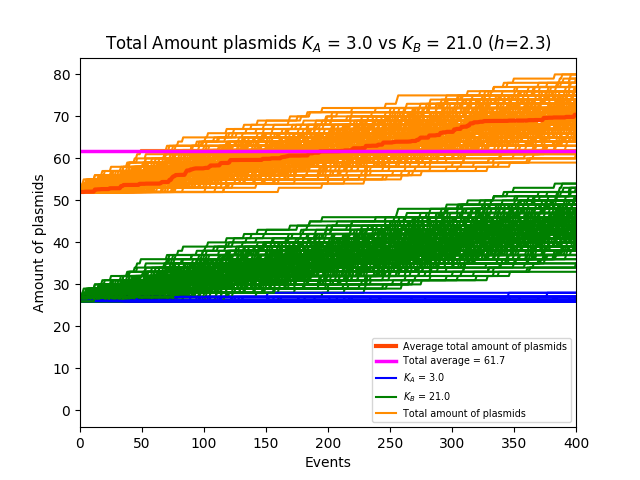 Total Amount plasmids K_A = 3.0 vs K_B = 21.0 (h=2.3)
Amount of plasmids
80
70
60
50
40
30
20
10
0
Average total amount of plasmids
Total average = 61.7
K_A = 3.0
K_B = 21.0
Total amount of plasmids
0 50 100 150 200 250 300 350 400
Events